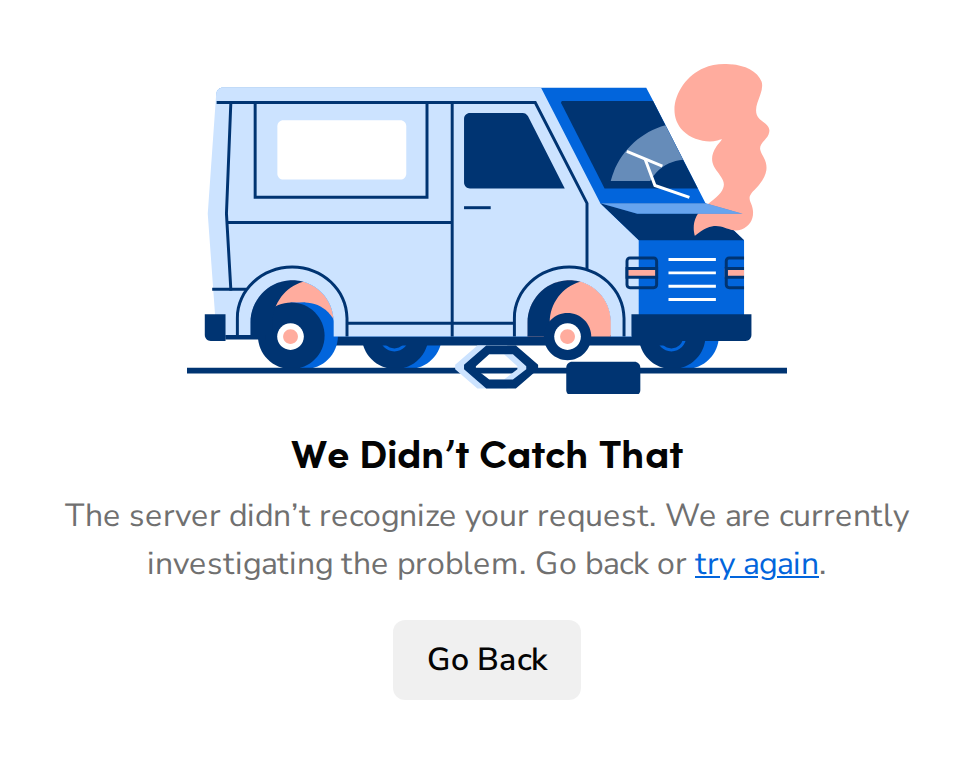 We Didn’t Catch That
The server didn’t recognize your request. We are currently
investigating the problem. Go back or try again.
Go Back